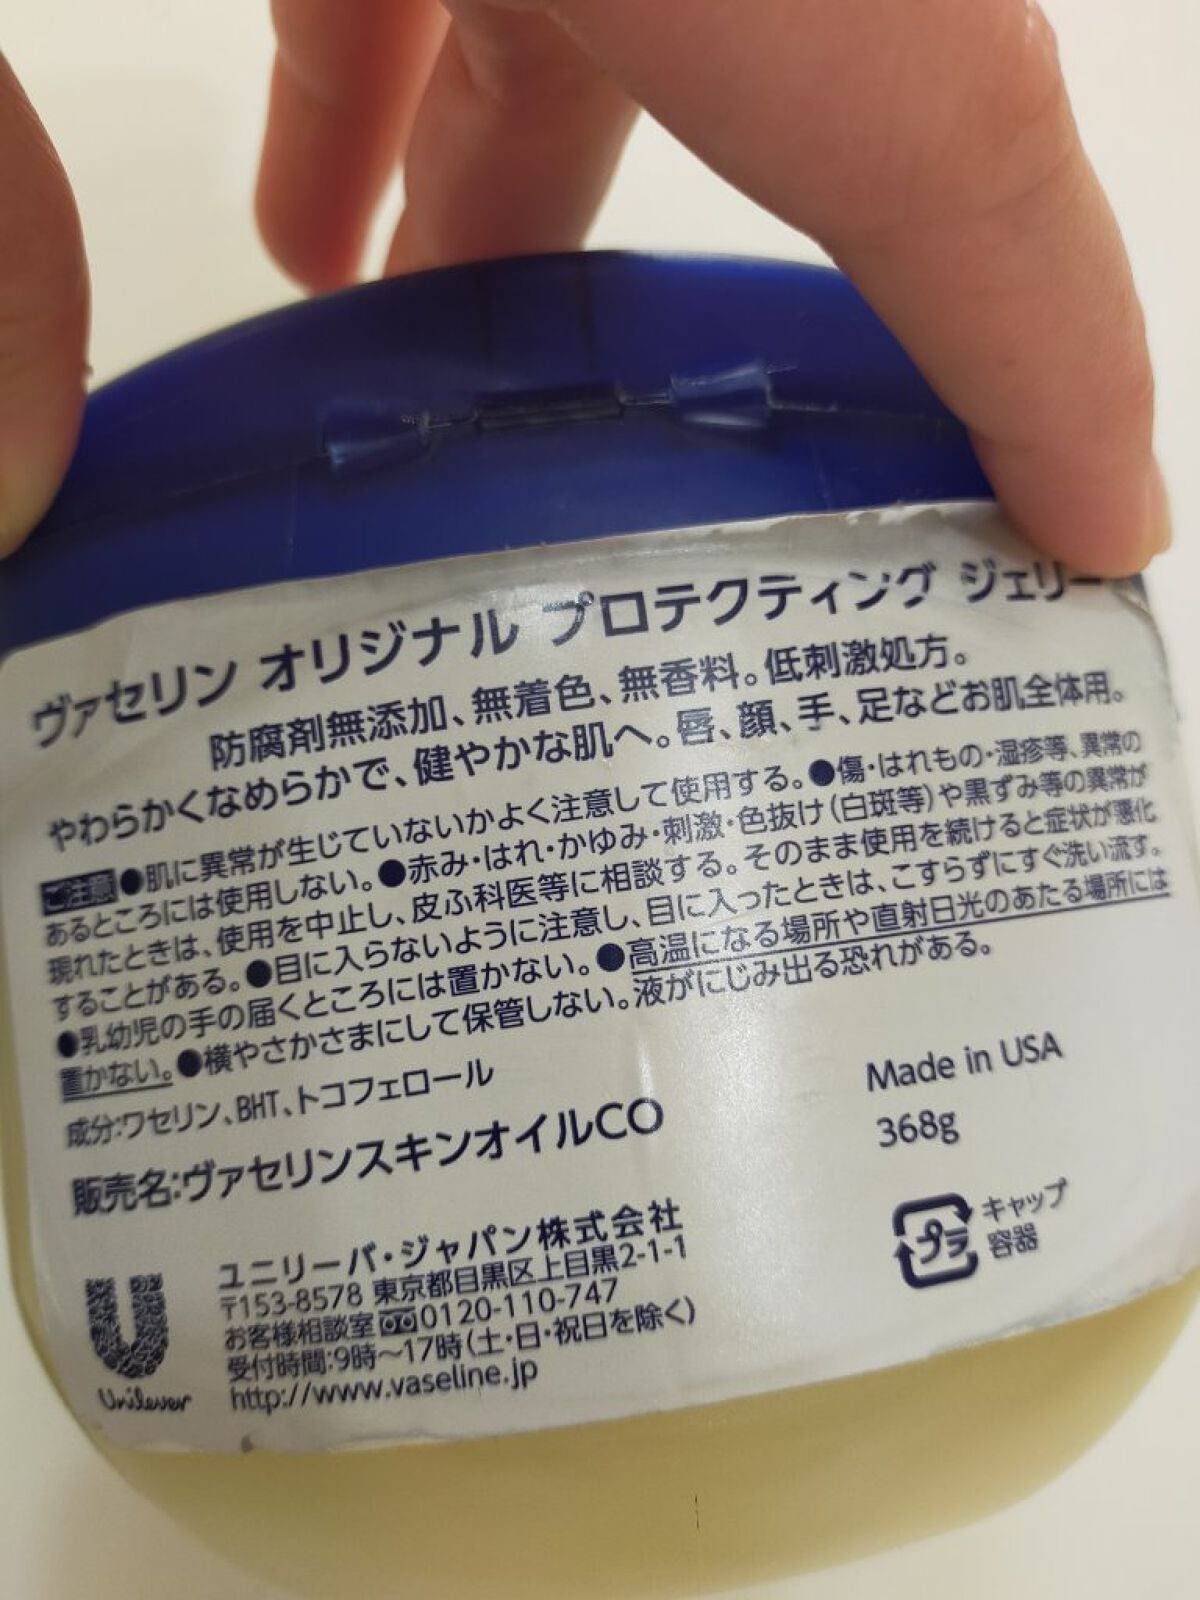 ヴァセリン オリジナル プロテクティング ジェリー
防腐剤無添加、無着色、無香料。低刺激処方。
やわらかくなめらかで、健やかな肌へ。唇、顔、手、足などお肌全体用。
ご注意 ●肌に異常が生じていないかよく注意して使用する。●傷・はれもの・湿疹等、異常の
あるところには使用しない。●赤み・はれ・かゆみ・刺激・色抜け(白斑等)や黒ずみ等の異常が
現れたときは、使用を中止し、皮ふ科医等に相談する。そのまま使用を続けると症状が悪化
することがある。●目に入らないように注意し、目に入ったときは、こすらずにすぐ洗い流す。
●乳幼児の手の届くところには置かない。●高温になる場所や直射日光のあたる場所には
置かない。●横やさかさまにして保管しない。液がにじみ出る恐れがある。
成分:ワセリン、BHT、トコフェロール
Made in USA
販売名:ヴァセリンスキンオイルCO
368g
プラ
キャップ
容器
ユニリーバ・ジャパン株式会社
〒153-8578 東京都目黒区上目黒2-1-1
お客様相談室 0120-110-747
受付時間:9時~17時(土・日・祝日を除く)
http://www.vaseline.jp
Unilever